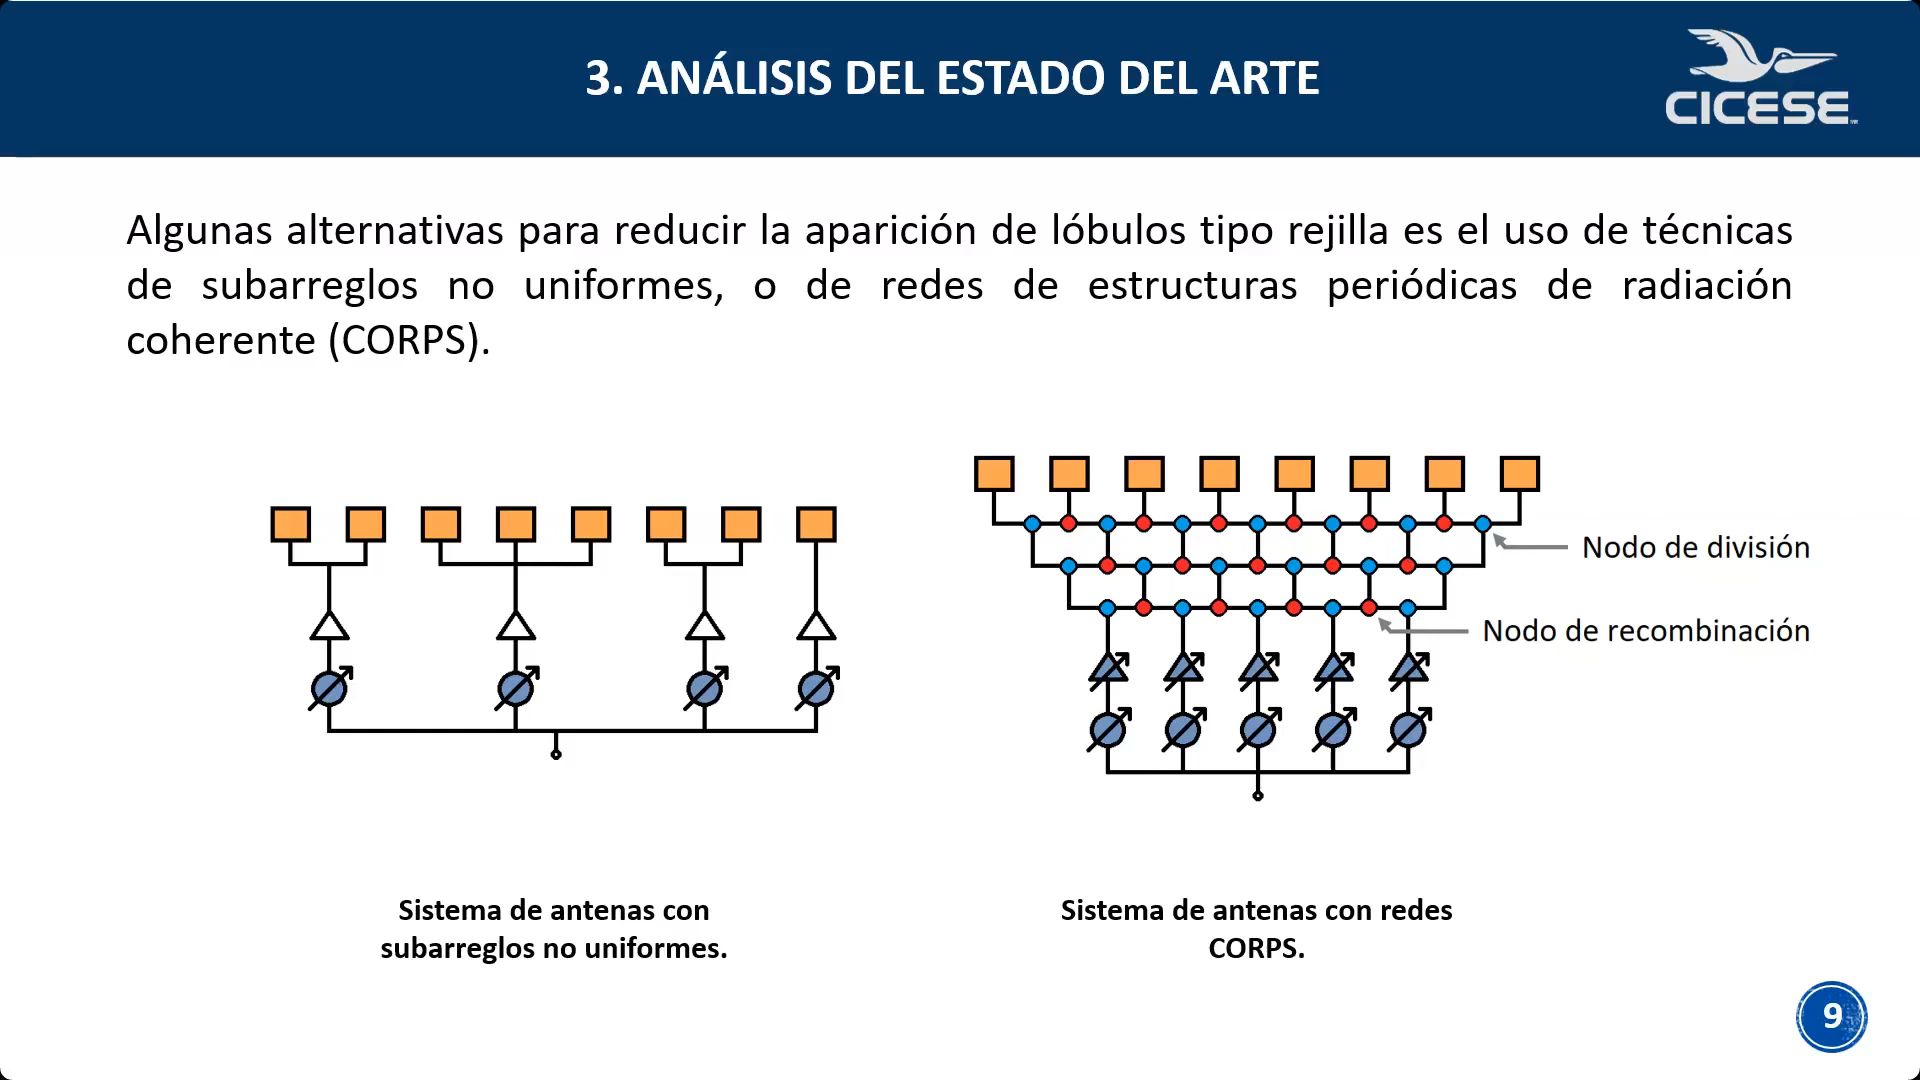 3. ANÁLISIS DEL ESTADO DEL ARTE
CICESE
Algunas alternativas para reducir la aparición de lóbulos tipo rejilla es el uso de técnicas
de subarreglos no uniformes, o de redes de estructuras periódicas de radiación
coherente (CORPS).
Nodo de división
Nodo de recombinación
Sistema de antenas con
subarreglos no uniformes.
Sistema de antenas con redes
CORPS.
9